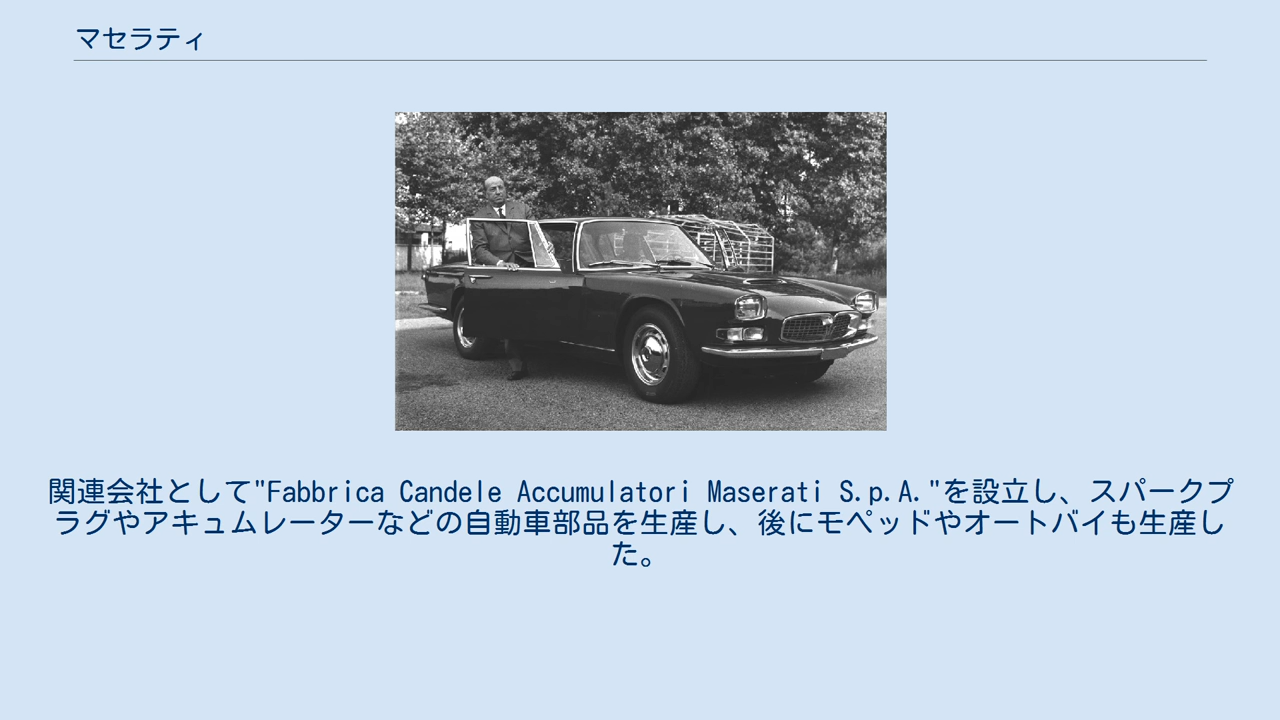 マセラティ
関連会社として"Fabbrica Candele Accumulatori Maserati S.p.A."を設立し、スパークプ
ラグやアキュムレーターなどの自動車部品を生産し、後にモペッドやオートバイも生産し
た。